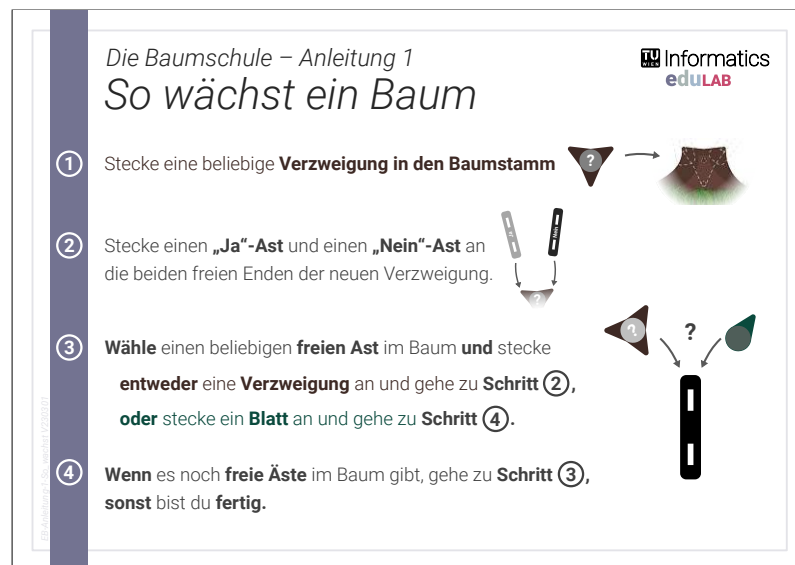 Die Baumschule – Anleitung 1
So wächst ein Baum
TU WIEN Informatics
eduLAB
1 Stecke eine beliebige Verzweigung in den Baumstamm
?
2 Stecke einen „Ja“-Ast und einen „Nein“-Ast an
die beiden freien Enden der neuen Verzweigung.
Ja
Nein
?
3 Wähle einen beliebigen freien Ast im Baum und stecke
entweder eine Verzweigung an und gehe zu Schritt 2,
oder stecke ein Blatt an und gehe zu Schritt 4.
?
?
4 Wenn es noch freie Äste im Baum gibt, gehe zu Schritt 3,
sonst bist du fertig.